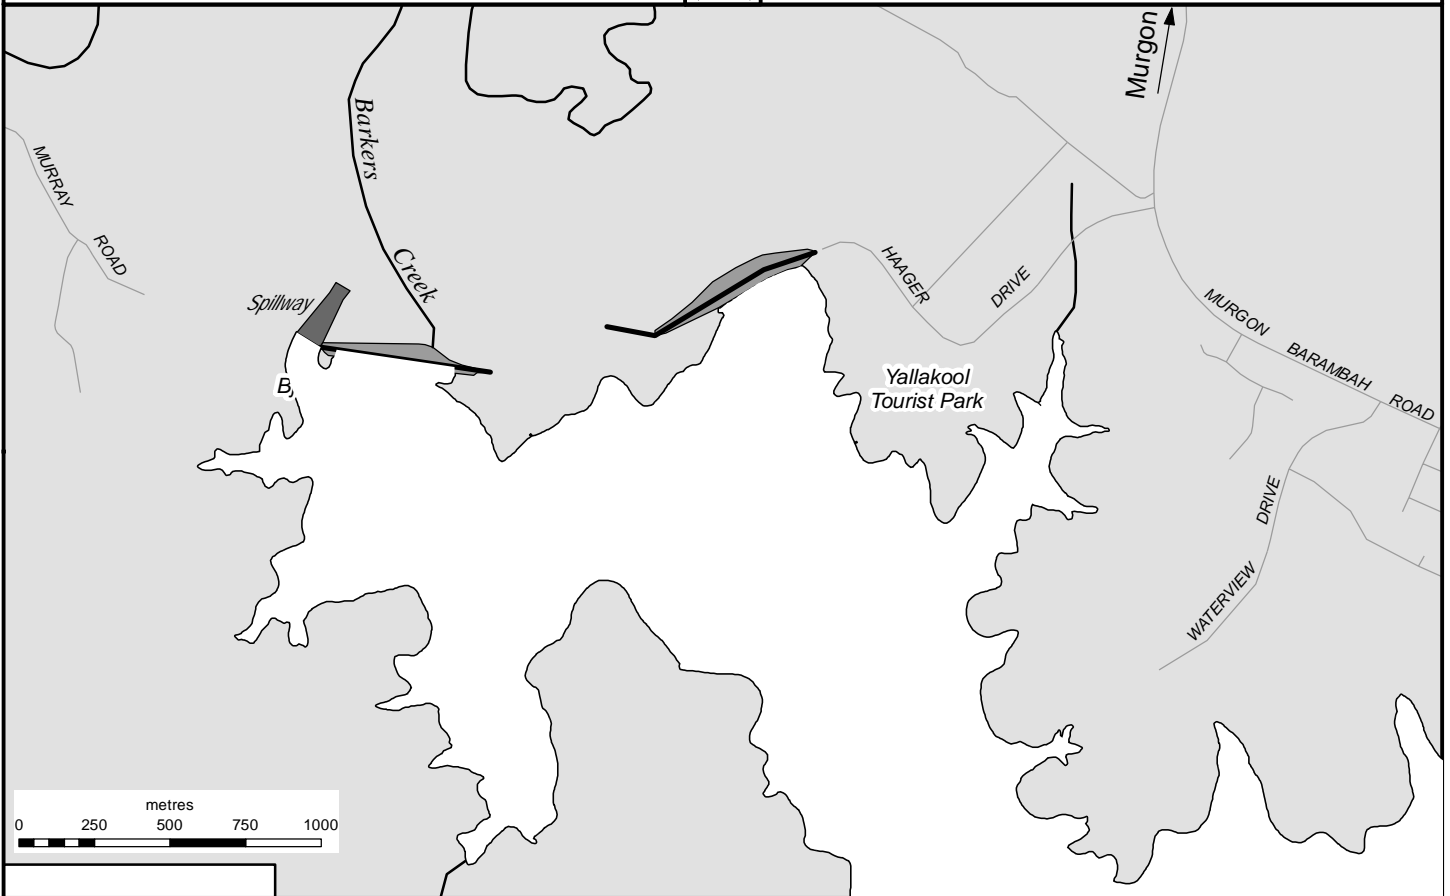 Murgon
Barkers
Creek
MURRAY
ROAD
Spillway
HAAGER
DRIVE
MURGON
BARAMBAH
ROAD
Yallakool
Tourist Park
DRIVE
WATERVIEW
metres
0 250 500 750 1000